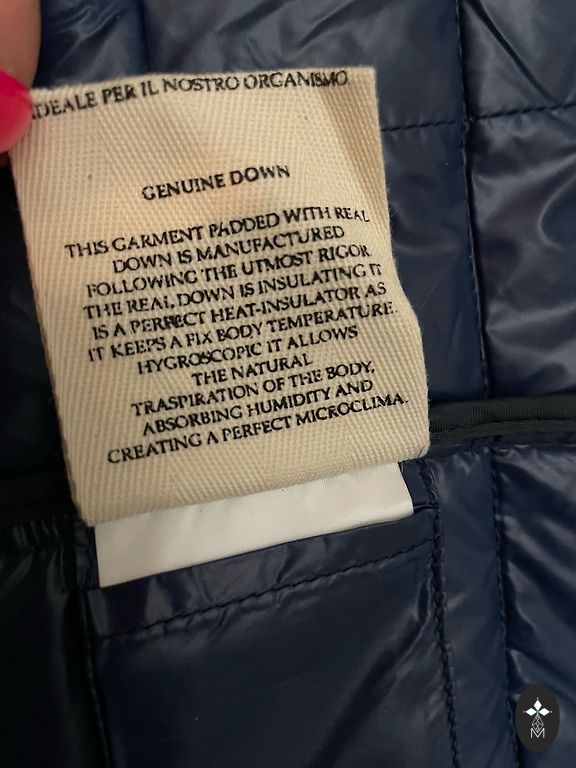 IDEALE PER IL NOSTRO ORGANISMO
GENUINE DOWN
THIS GARMENT PADDED WITH REAL
DOWN IS MANUFACTURED
FOLLOWING THE UTMOST RIGOR.
THE REAL DOWN IS INSULATING IT
IS A PERFECT HEAT-INSULATOR AS
IT KEEPS A FIX BODY TEMPERATURE.
HYGROSCOPIC IT ALLOWS
THE NATURAL
TRASPIRATION OF THE BODY,
ABSORBING HUMIDITY AND
CREATING A PERFECT MICROCLIMA.
M